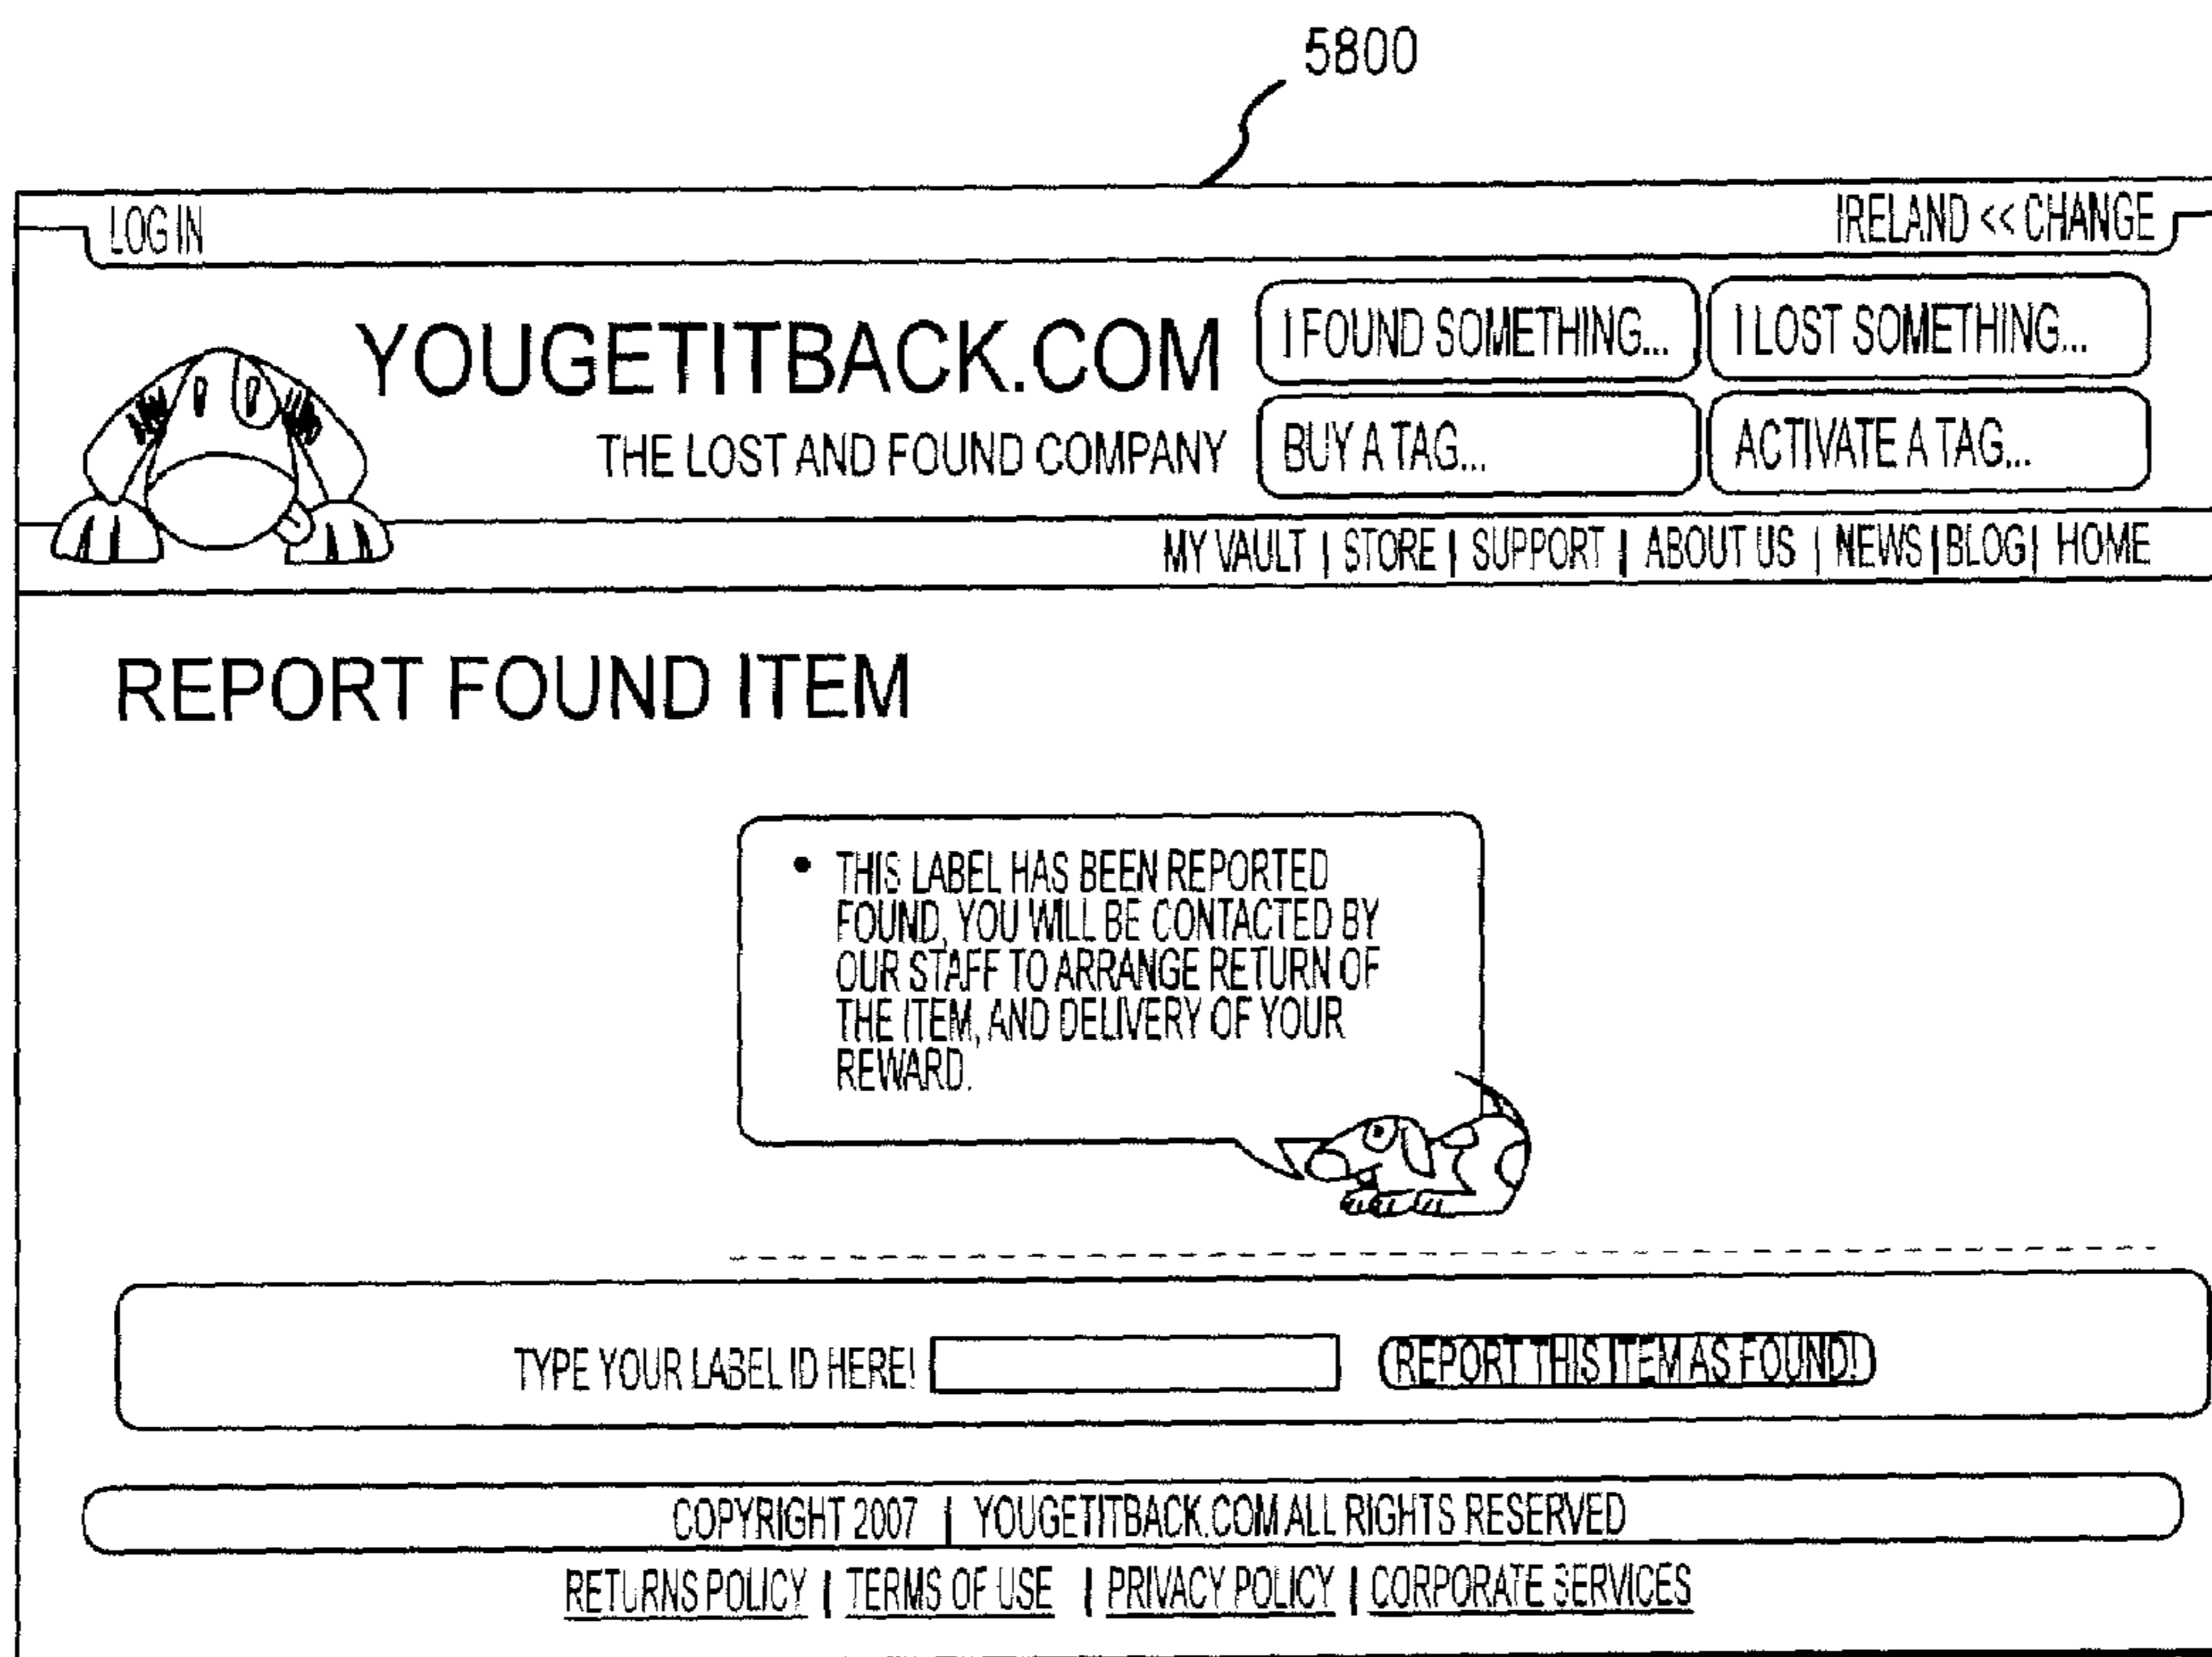 5800
LOG IN
IRELAND << CHANGE
YOUGETITBACK.COM
THE LOST AND FOUND COMPANY
I FOUND SOMETHING...
I LOST SOMETHING...
BUY A TAG...
ACTIVATE A TAG...
MY VAULT | STORE | SUPPORT | ABOUT US | NEWS | BLOG | HOME
REPORT FOUND ITEM
• THIS LABEL HAS BEEN REPORTED
FOUND, YOU WILL BE CONTACTED BY
OUR STAFF TO ARRANGE RETURN OF
THE ITEM, AND DELIVERY OF YOUR
REWARD.
TYPE YOUR LABEL ID HERE!
REPORT THIS ITEM AS FOUND!
COPYRIGHT 2007 | YOUGETITBACK.COM ALL RIGHTS RESERVED
RETURNS POLICY | TERMS OF USE | PRIVACY POLICY | CORPORATE SERVICES